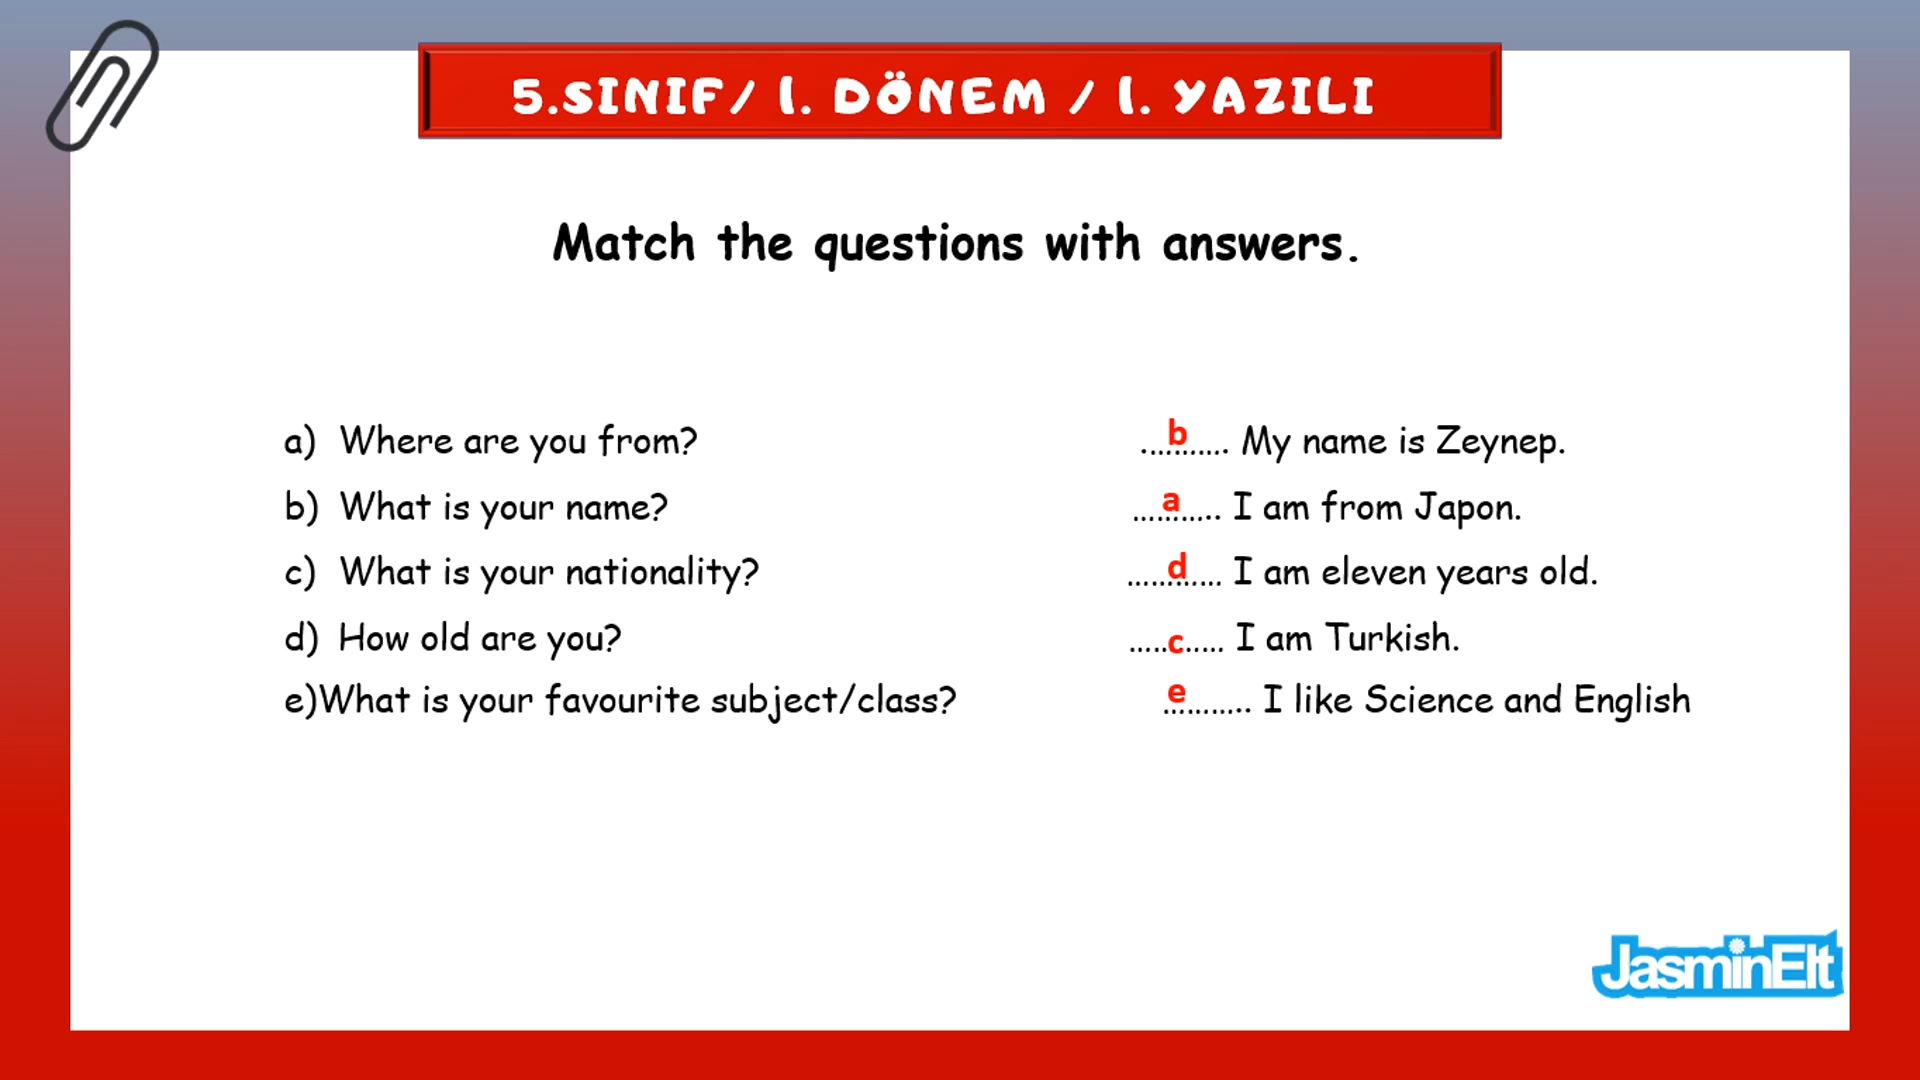 5.SINIF/ 1. DÖNEM / 1. YAZILI
Match the questions with answers.
a) Where are you from?
b) What is your name?
c) What is your nationality?
d) How old are you?
e)What is your favourite subject/class?
...b....... My name is Zeynep.
...a....... I am from Japon.
....d...... I am eleven years old.
.....c..... I am Turkish.
e.......... I like Science and English
JasminElt